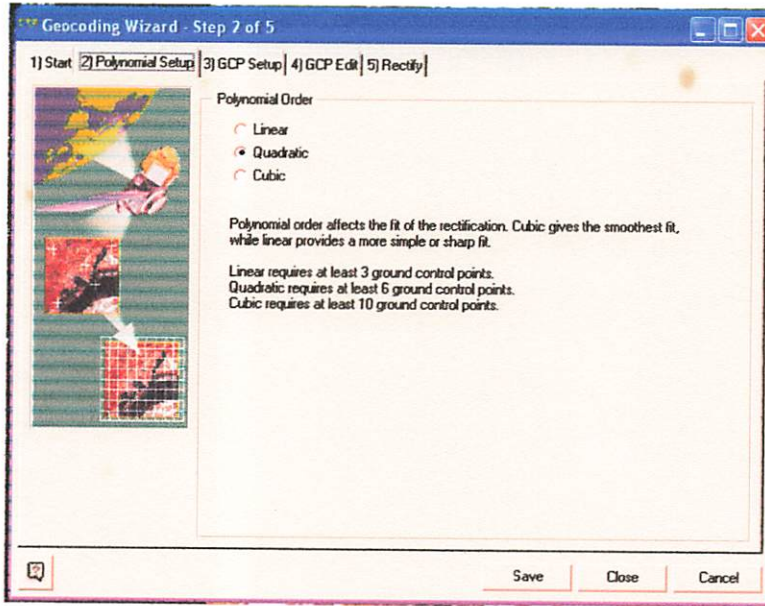 Geocoding Wizard - Step 2 of 5
1) Start 2) Polynomial Setup 3) GCP Setup 4) GCP Edit 5) Rectify
Polynomial Order
Linear
Quadratic
Cubic
Polynomial order affects the fit of the rectification. Cubic gives the smoothest fit,
while linear provides a more simple or sharp fit.
Linear requires at least 3 ground control points.
Quadratic requires at least 6 ground control points.
Cubic requires at least 10 ground control points.
?
Save Close Cancel